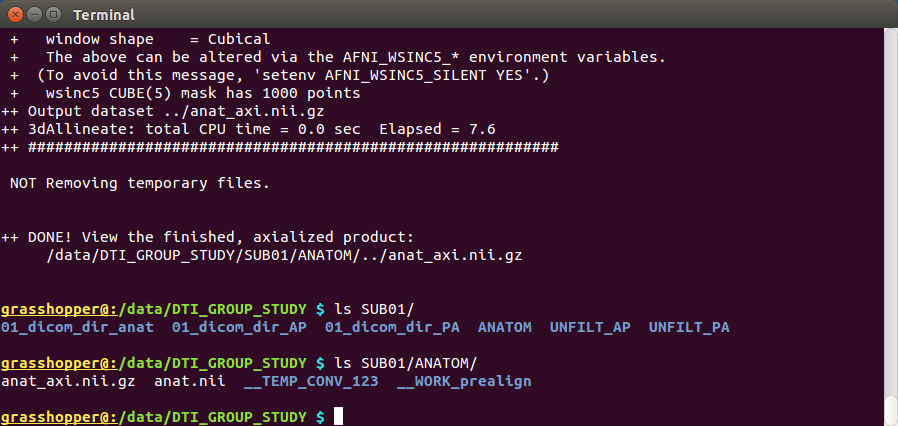 Terminal
+   window shape    = Cubical
+   The above can be altered via the AFNI_WSINC5_* environment variables.
+  (To avoid this message, 'setenv AFNI_WSINC5_SILENT YES'.)
+   wsinc5 CUBE(5) mask has 1000 points
++ Output dataset ../anat_axi.nii.gz
++ 3dAllineate: total CPU time = 0.0 sec  Elapsed = 7.6
++ ###########################################################
NOT Removing temporary files.
++ DONE! View the finished, axialized product:
/data/DTI_GROUP_STUDY/SUB01/ANATOM/../anat_axi.nii.gz
grasshopper@:/data/DTI_GROUP_STUDY $ ls SUB01/
01_dicom_dir_anat  01_dicom_dir_AP  01_dicom_dir_PA  ANATOM  UNFILT_AP  UNFILT_PA
grasshopper@:/data/DTI_GROUP_STUDY $ ls SUB01/ANATOM/
anat_axi.nii.gz  anat.nii  __TEMP_CONV_123  __WORK_prealign
grasshopper@:/data/DTI_GROUP_STUDY $